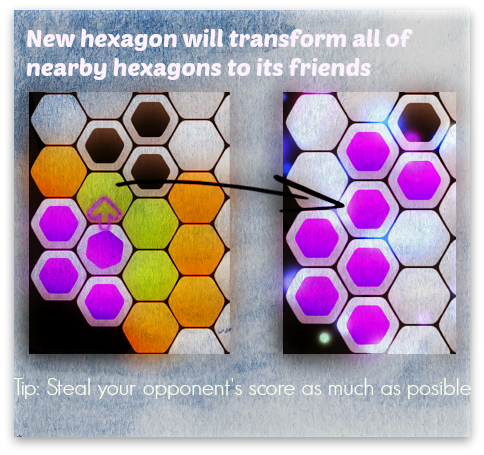 New hexagon will transform all of
nearby hexagons to its friends
Tip: Steal your opponent's score as much as posible